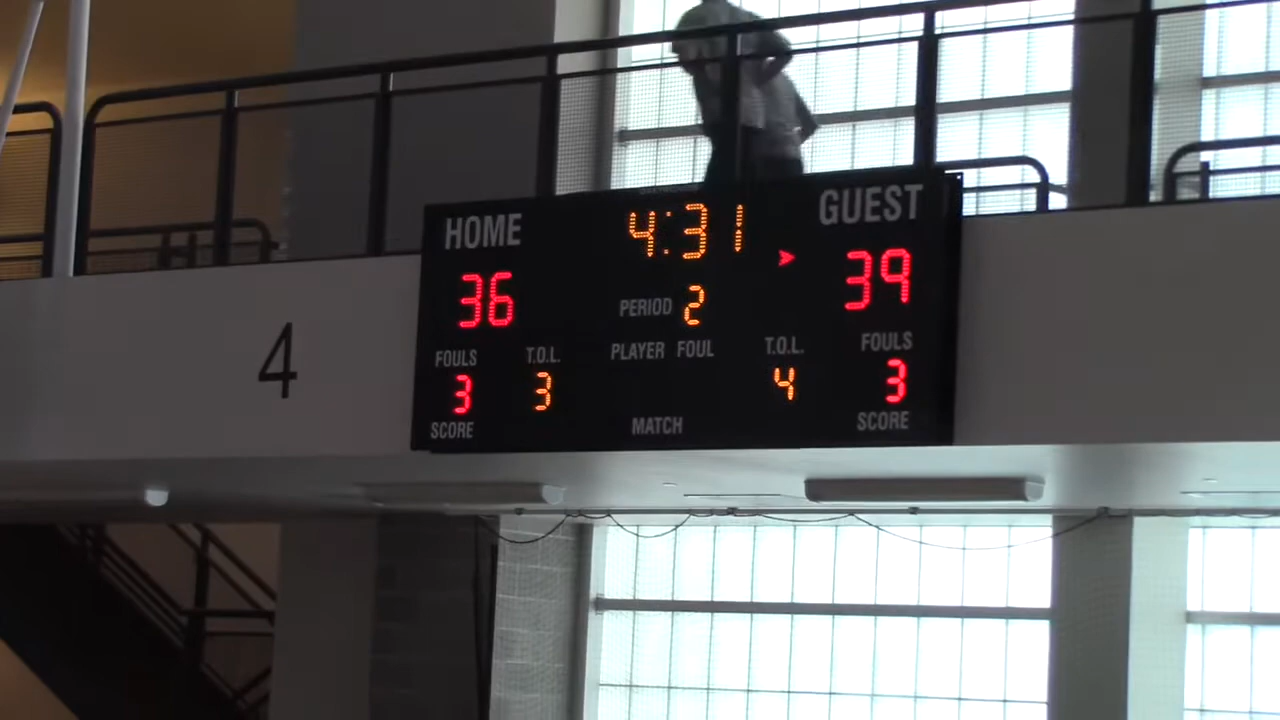 HOME 4:31 GUEST
36 > 39
PERIOD 2
FOULS T.O.L. PLAYER FOUL T.O.L. FOULS
3 3 4 3
SCORE MATCH SCORE
4